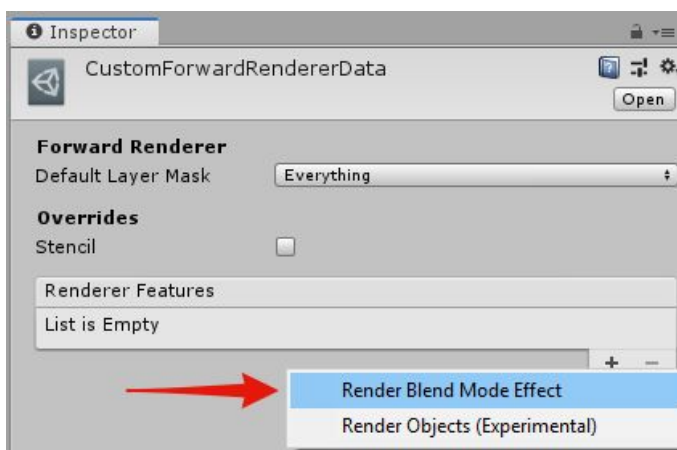 Inspector
CustomForwardRendererData
Open
Forward Renderer
Default Layer Mask Everything
Overrides
Stencil
Renderer Features
List is Empty
+ −
Render Blend Mode Effect
Render Objects (Experimental)